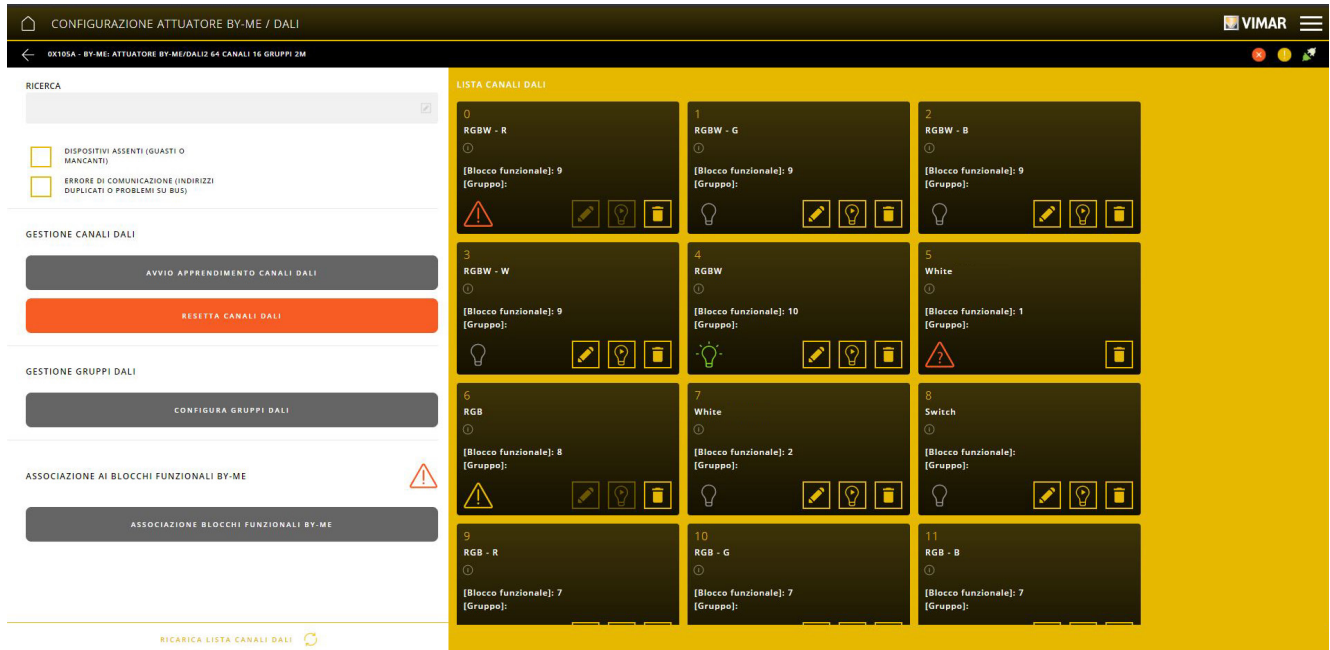 CONFIGURAZIONE ATTUATORE BY-ME / DALI
VIMAR
0X105A - BY-ME: ATTUATORE BY-ME/DALI2 64 CANALI 16 GRUPPI 2M
RICERCA
DISPOSITIVI ASSENTI (GUASTI O
MANCANTI)
ERRORE DI COMUNICAZIONE (INDIRIZZI
DUPLICATI O PROBLEMI SU BUS)
GESTIONE CANALI DALI
AVVIO APPRENDIMENTO CANALI DALI
RESETTA CANALI DALI
GESTIONE GRUPPI DALI
CONFIGURA GRUPPI DALI
ASSOCIAZIONE AI BLOCCHI FUNZIONALI BY-ME
ASSOCIAZIONE BLOCCHI FUNZIONALI BY-ME
RICARICA LISTA CANALI DALI
LISTA CANALI DALI
0
RGBW - R
[Blocco funzionale]: 9
[Gruppo]:
1
RGBW - G
[Blocco funzionale]: 9
[Gruppo]:
2
RGBW - B
[Blocco funzionale]: 9
[Gruppo]:
3
RGBW - W
[Blocco funzionale]: 9
[Gruppo]:
4
RGBW
[Blocco funzionale]: 10
[Gruppo]:
5
White
[Blocco funzionale]: 1
[Gruppo]:
6
RGB
[Blocco funzionale]: 8
[Gruppo]:
7
White
[Blocco funzionale]: 2
[Gruppo]:
8
Switch
[Blocco funzionale]:
[Gruppo]:
9
RGB - R
[Blocco funzionale]: 7
[Gruppo]:
10
RGB - G
[Blocco funzionale]: 7
[Gruppo]:
11
RGB - B
[Blocco funzionale]: 7
[Gruppo]: